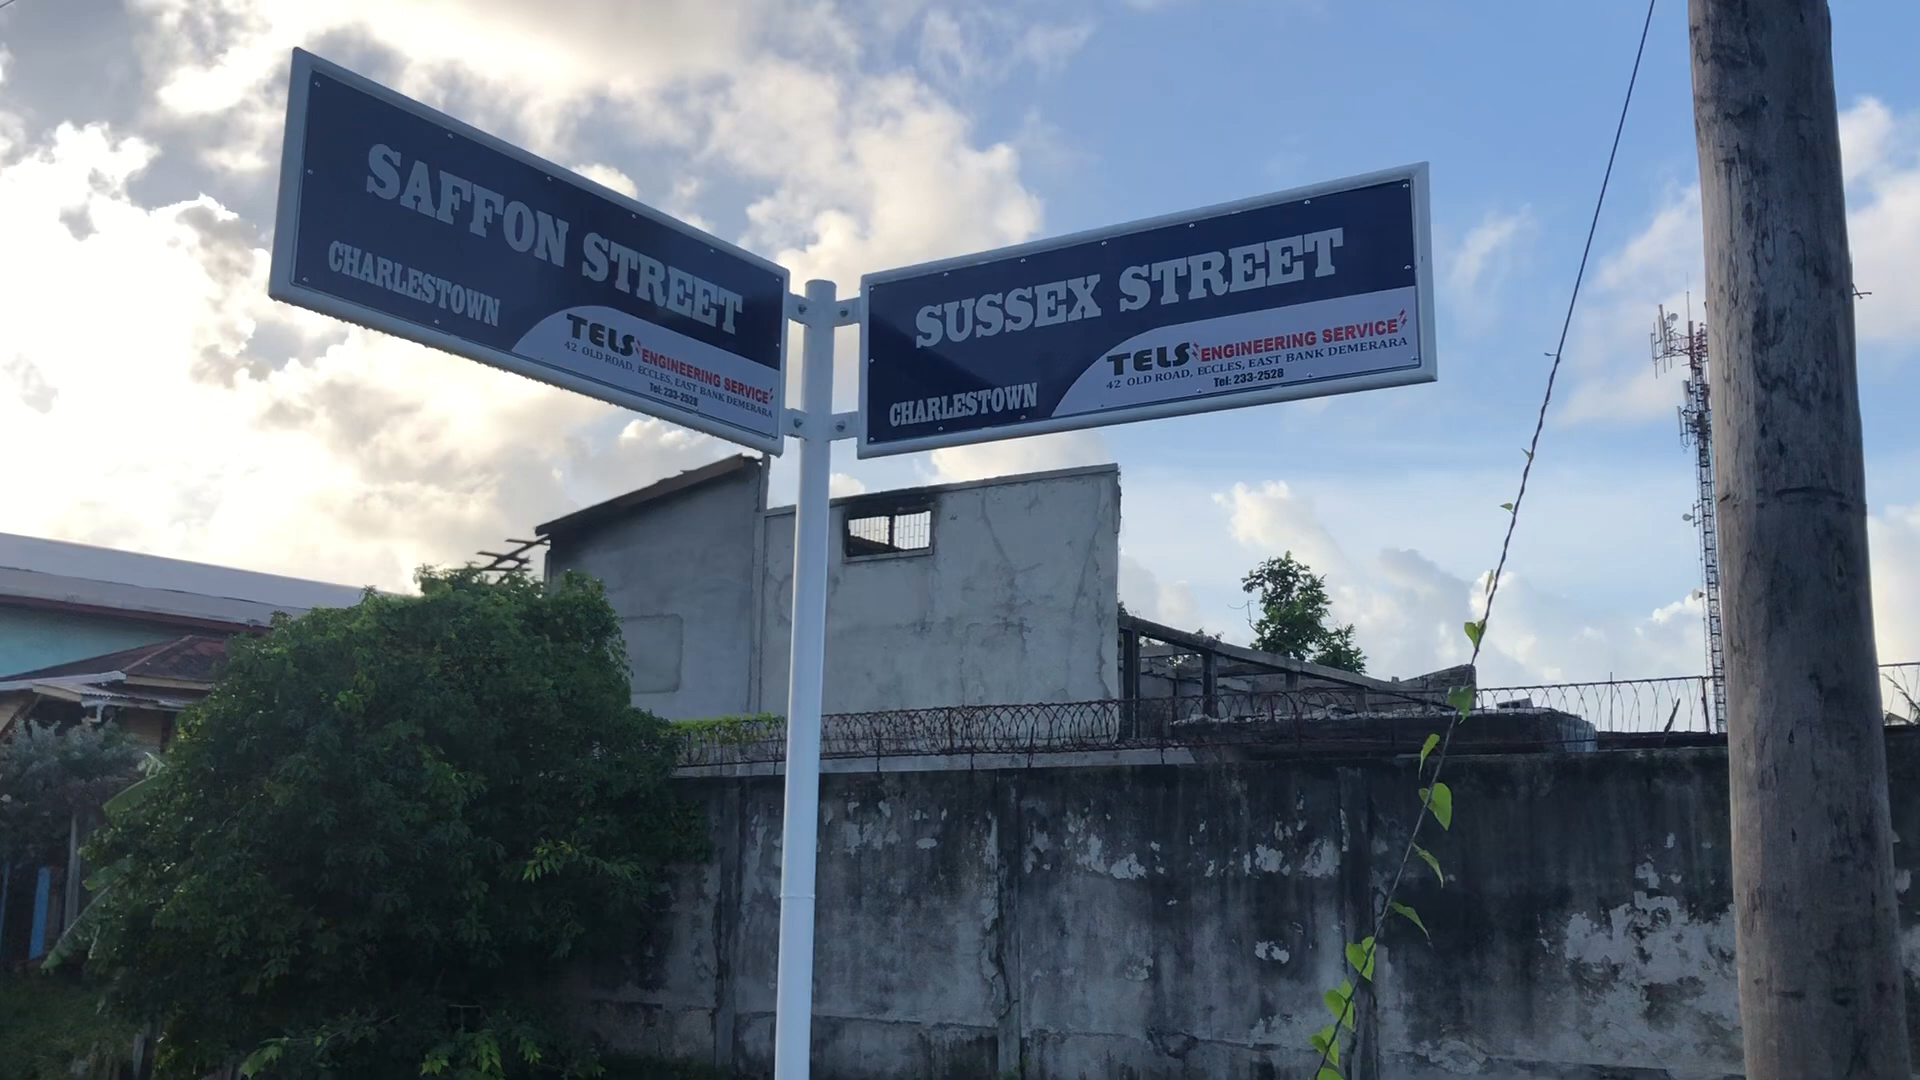 SAFFON STREET
CHARLESTOWN
TELS ENGINEERING SERVICE
42 OLD ROAD, ECCLES, EAST BANK DEMERARA
Tel: 233-2528
SUSSEX STREET
CHARLESTOWN
TELS ENGINEERING SERVICE
42 OLD ROAD, ECCLES, EAST BANK DEMERARA
Tel: 233-2528